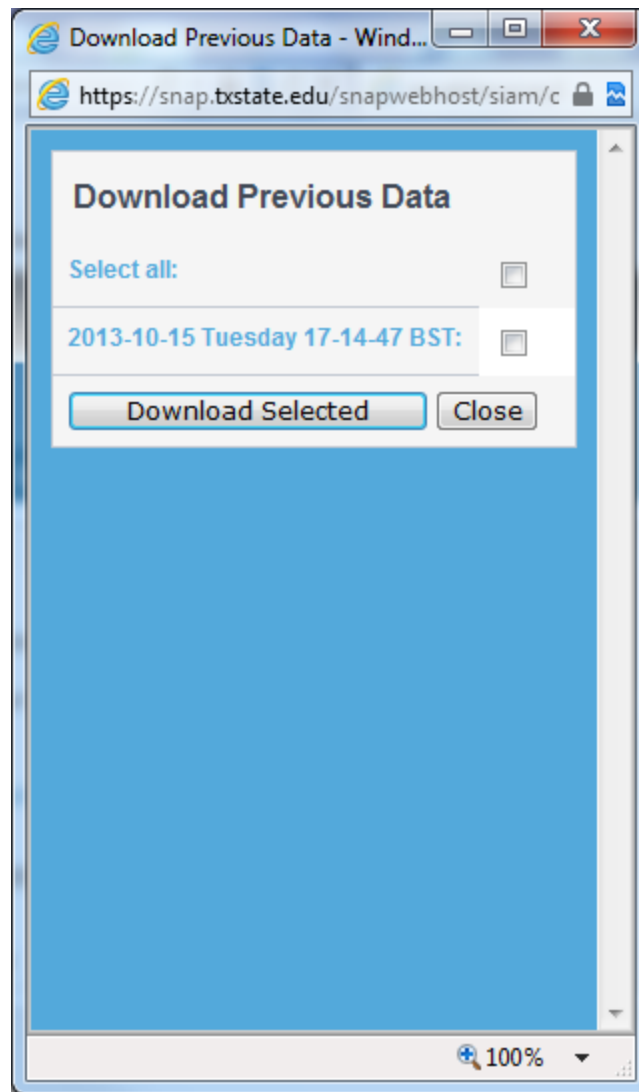 Download Previous Data - Wind...
https://snap.txstate.edu/snapwebhost/siam/c
Download Previous Data
Select all:
2013-10-15 Tuesday 17-14-47 BST:
Download Selected Close
100%